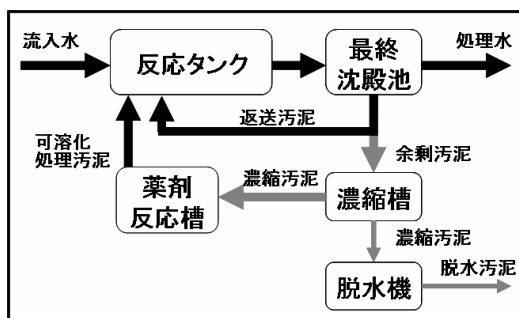 流入水
反応タンク
最終
沈殿池
処理水
返送汚泥
余剰汚泥
可溶化
処理汚泥
薬剤
反応槽
濃縮汚泥
濃縮槽
濃縮汚泥
脱水機
脱水汚泥